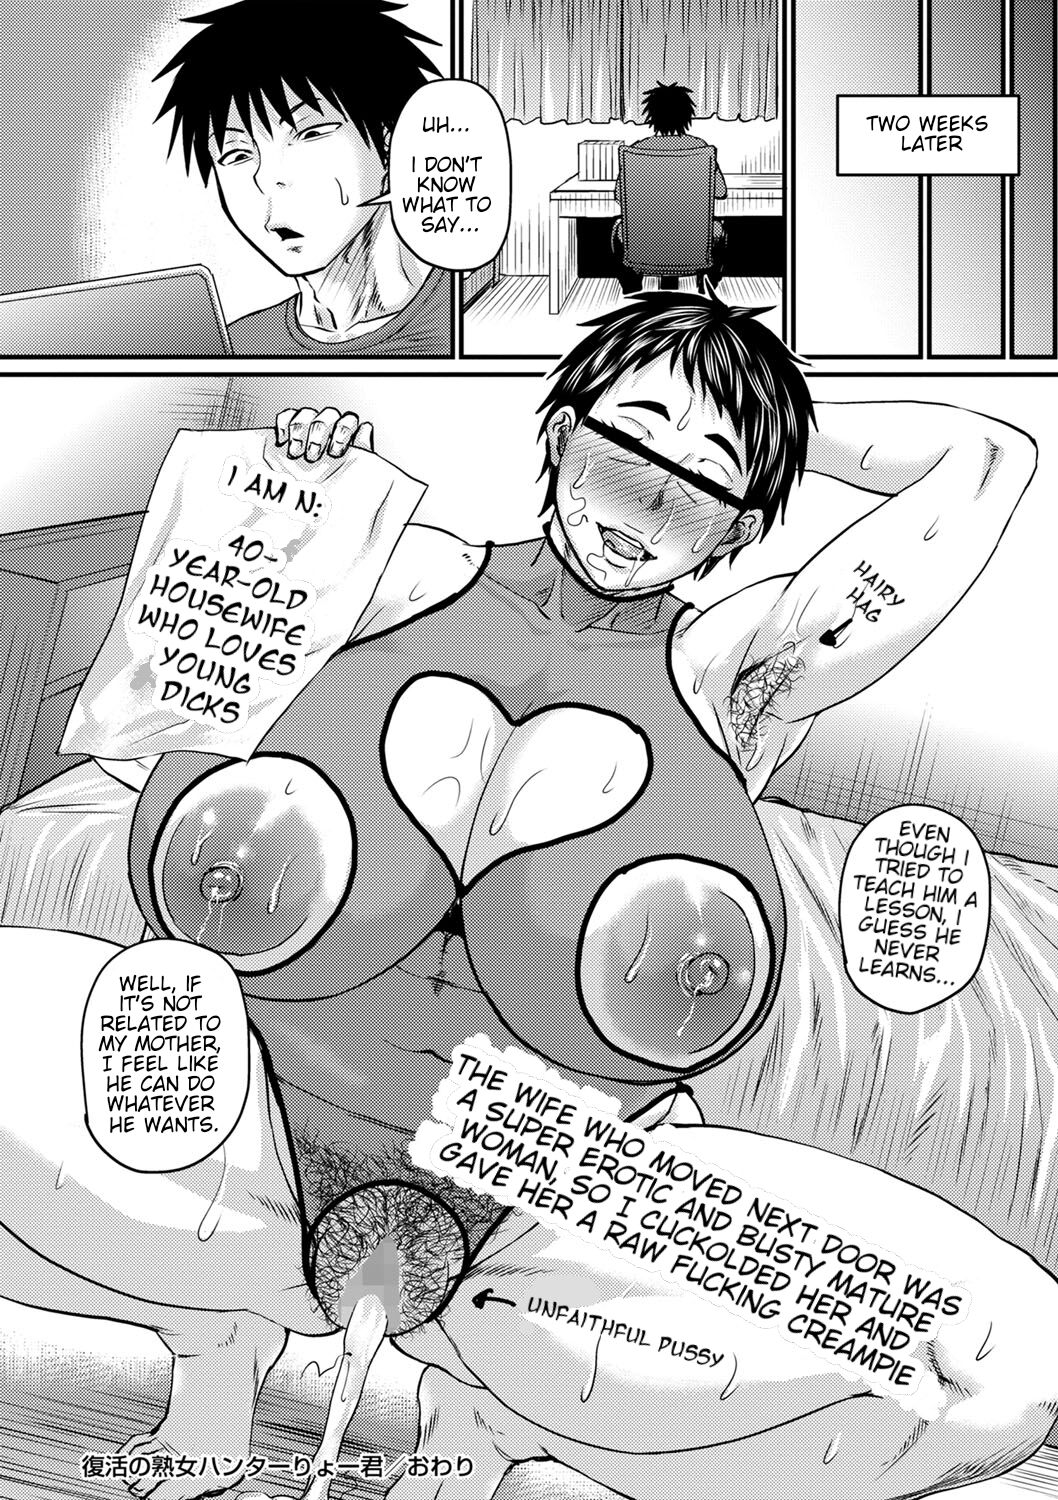 TWO WEEKS
LATER
UH...
I DON'T
KNOW
WHAT TO
SAY...
I AM N:
40-
YEAR-OLD
HOUSEWIFE
WHO LOVES
YOUNG
DICKS
HAIRY
HAG
EVEN
THOUGH I
TRIED TO
TEACH HIM A
LESSON, I
GUESS HE
NEVER
LEARNS...
WELL, IF
IT'S NOT
RELATED TO
MY MOTHER,
I FEEL LIKE
HE CAN DO
WHATEVER
HE WANTS.
THE WIFE WHO MOVED NEXT DOOR WAS
A SUPER EROTIC AND BUSTY MATURE
WOMAN, SO I CUCKOLDED HER AND
GAVE HER A RAW FUCKING CREAMPIE
UNFAITHFUL PUSSY
復活の熟女ハンターりょー君／おわり